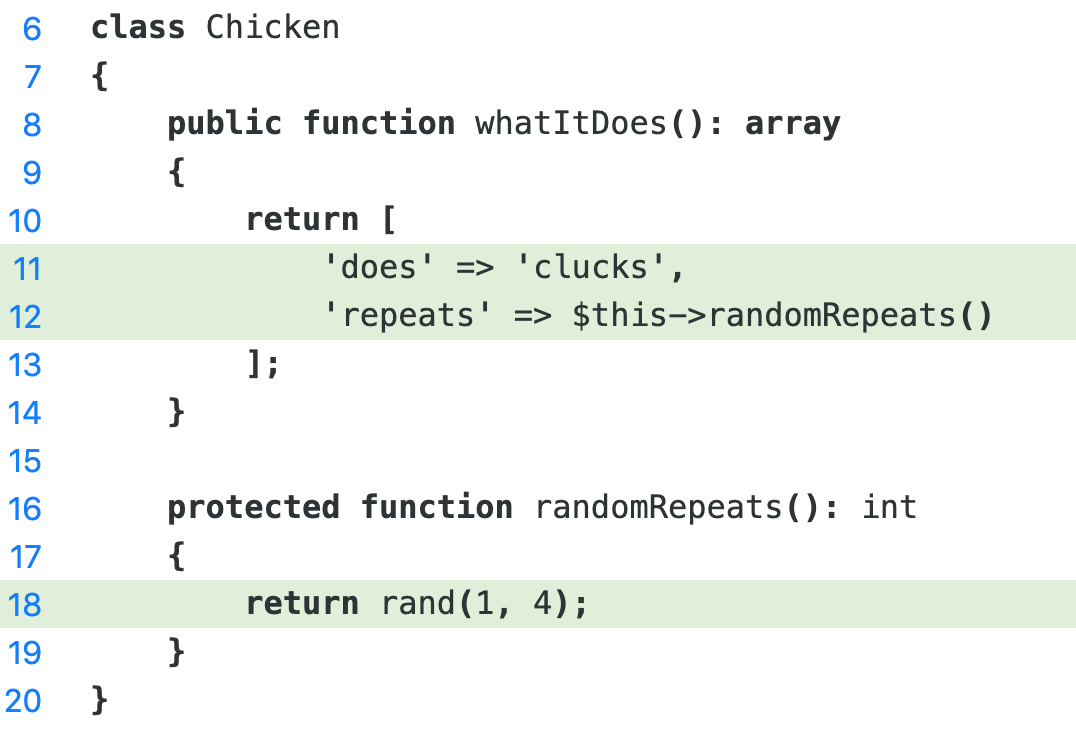 6 class Chicken
7 {
8     public function whatItDoes(): array
9     {
10         return [
11             'does' => 'clucks',
12             'repeats' => $this->randomRepeats()
13         ];
14     }
15
16     protected function randomRepeats(): int
17     {
18         return rand(1, 4);
19     }
20 }